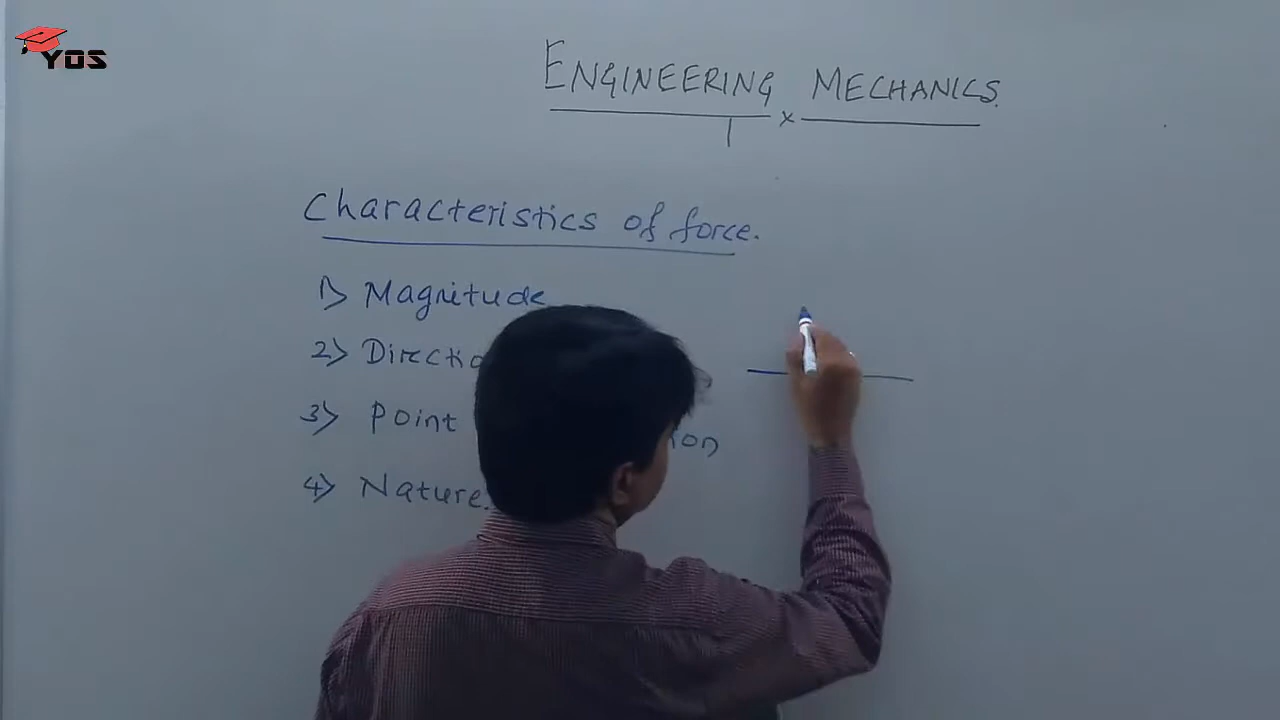 YOS
ENGINEERING MECHANICS.
Characteristics of force.
1) Magnitude
2) Directio
3) Point ion
4) Nature.